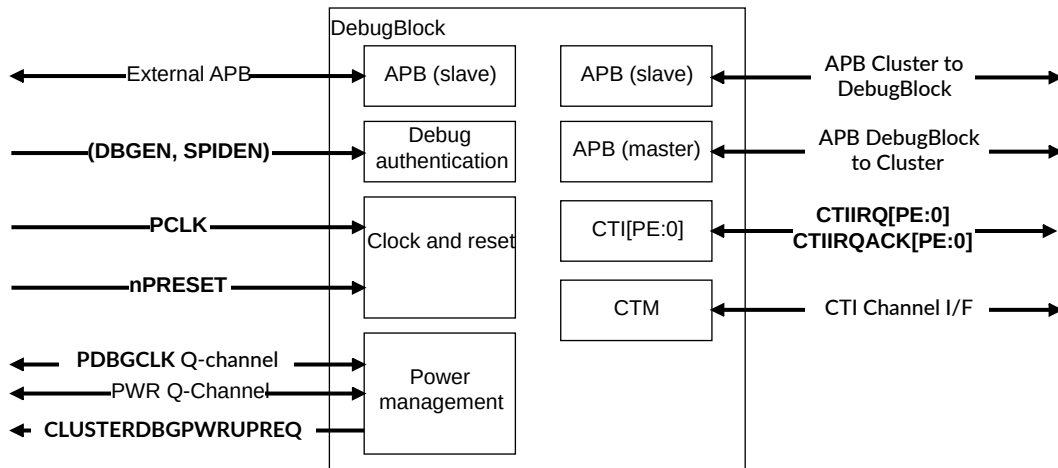 DebugBlock
External APB
APB (slave)
(DBGEN, SPIDEN)
Debug
authentication
PCLK
nPRESET
Clock and reset
PDBGCLK Q-channel
PWR Q-Channel
CLUSTERDBGPWRUPREQ
Power
management
APB (slave)
APB Cluster to
DebugBlock
APB (master)
APB DebugBlock
to Cluster
CTI[PE:0]
CTIIRQ[PE:0]
CTIIRQACK[PE:0]
CTM
CTI Channel I/F